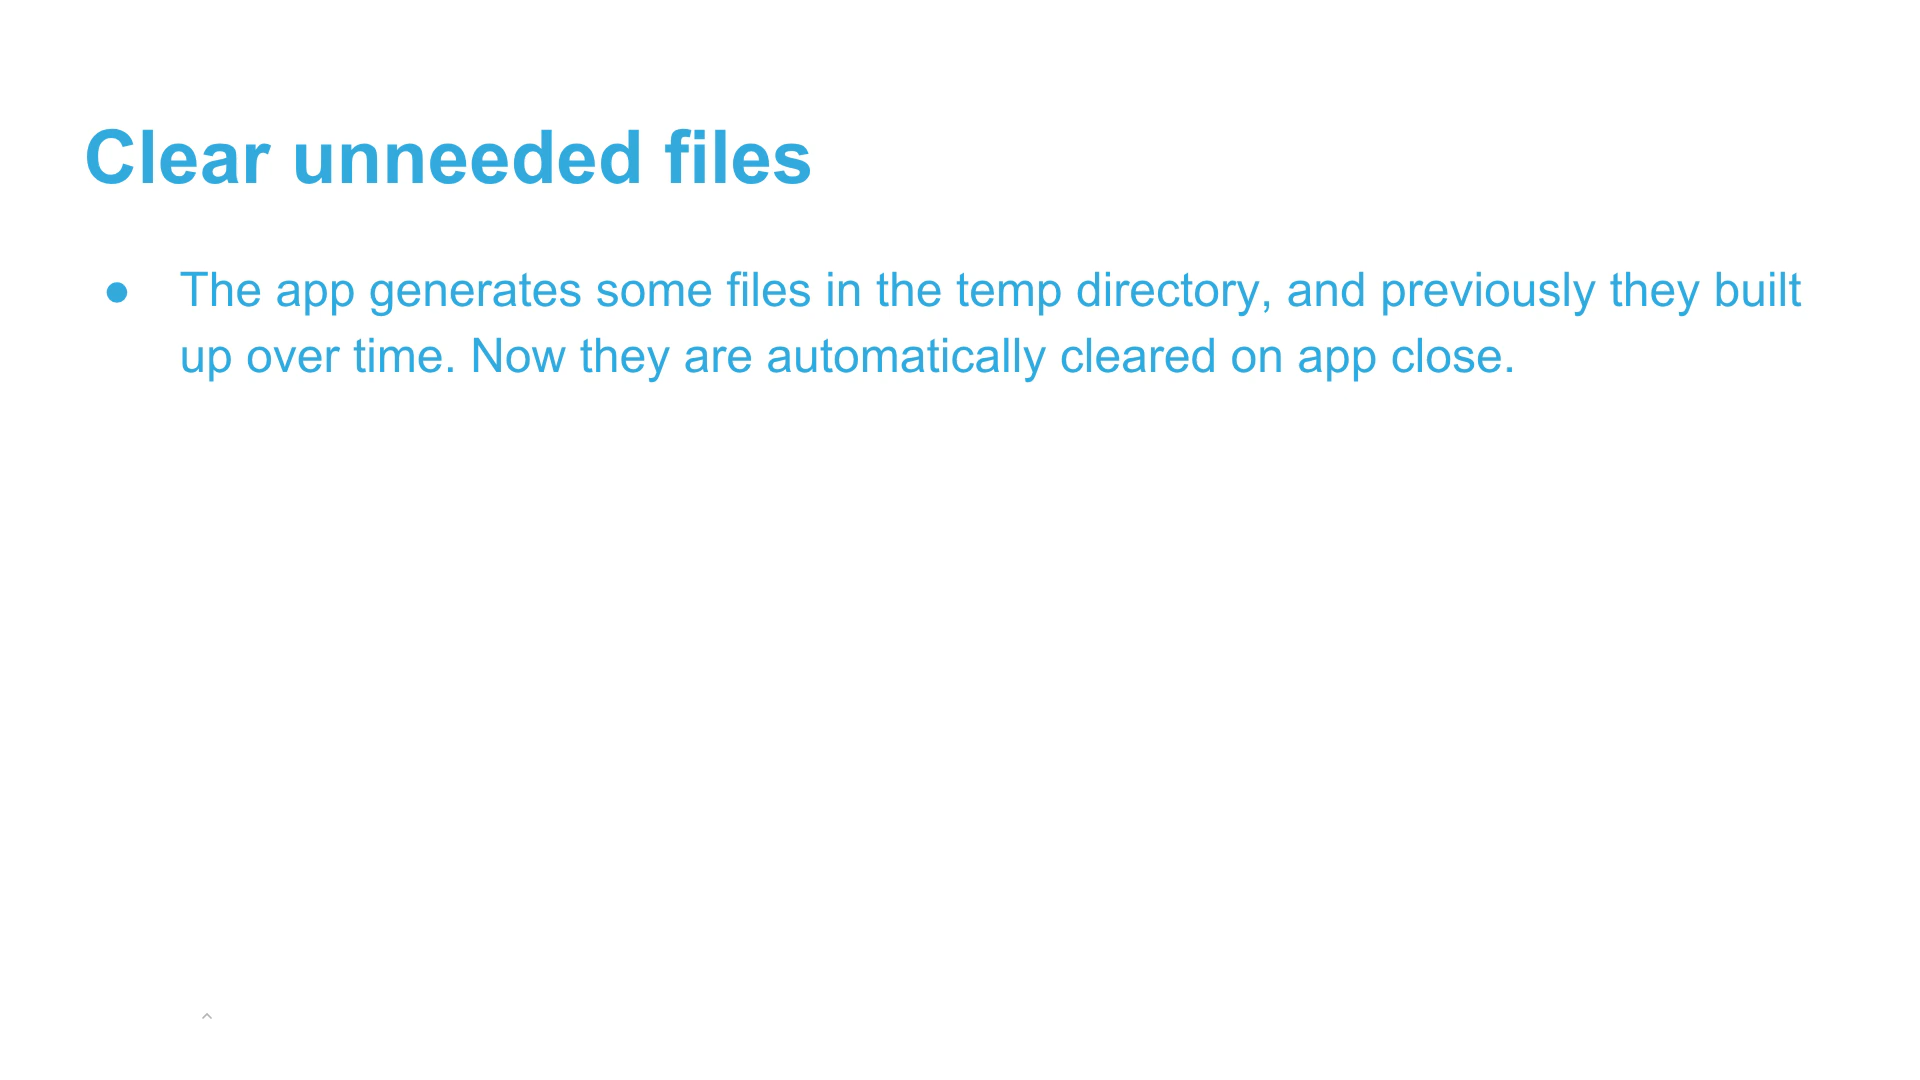 Clear unneeded files
● The app generates some files in the temp directory, and previously they built
up over time. Now they are automatically cleared on app close.